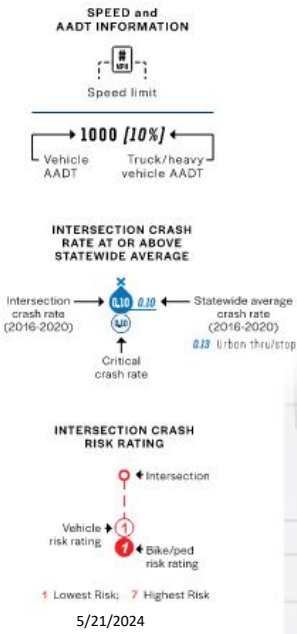 SPEED and
AADT INFORMATION
#
MPH
Speed limit
1000 [10%]
Vehicle
AADT
Truck/heavy
vehicle AADT
INTERSECTION CRASH
RATE AT OR ABOVE
STATEWIDE AVERAGE
Intersection
crash rate
(2016-2020)
0.10
0.10
0.10
Statewide average
crash rate
(2016-2020)
0.13 Urban thru/stop
Critical
crash rate
INTERSECTION CRASH
RISK RATING
Intersection
Vehicle
risk rating
1
1
Bike/ped
risk rating
1 Lowest Risk; 7 Highest Risk
5/21/2024